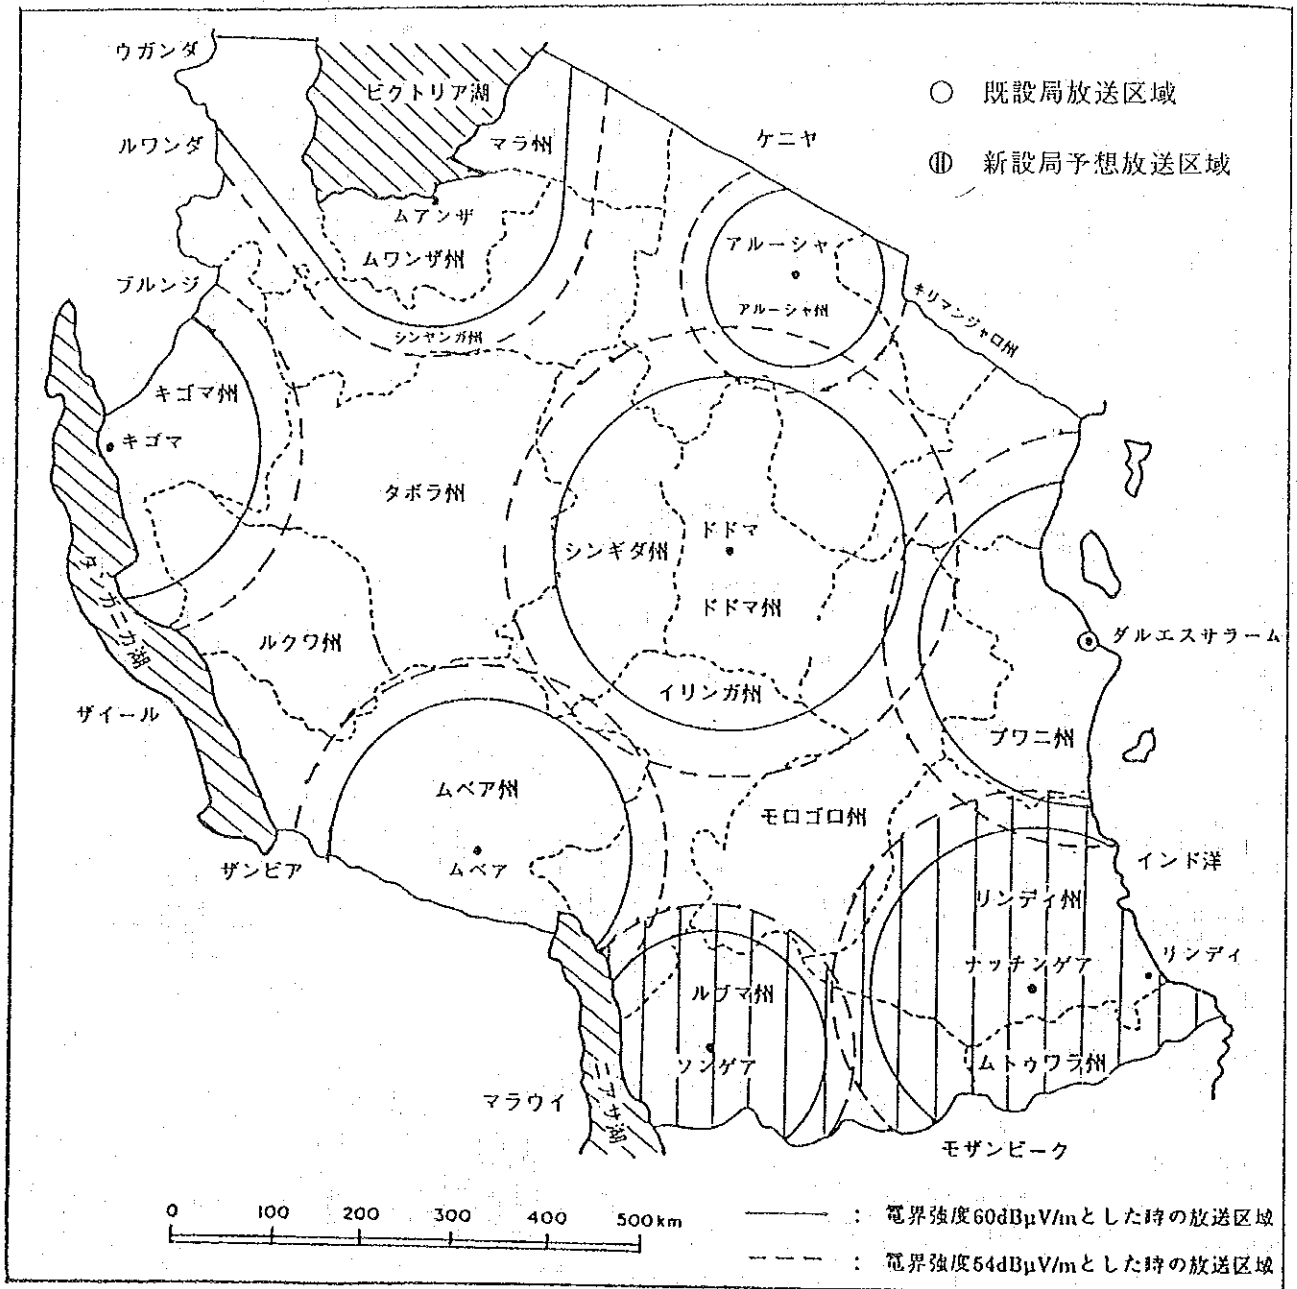 ウガンダ
ビクトリア湖
○ 既設局放送区域
ルワンダ
マラ州
ケニヤ
新設局予想放送区域
ムアンザ
ムワンザ州
アルーシャ
ブルンジ
アルーシャ州
キリマンジャロ州
シンヤンガ州
キゴマ州
キゴマ
タボラ州
ドドマ
シンギダ州
ドドマ州
タンガニーカ湖
ルクワ州
ダルエスサラーム
イリンガ州
ザイール
プワニ州
ムベア州
モロゴロ州
ザンビア
ムベア
インド洋
リンディ州
リンディ
ナッチンゲア
ルブマ州
ソンゲア
ムトゥワラ州
マラウイ
ニアサ湖
モザンビーク
0 100 200 300 400 500km
: 電界強度60dBμV/mとした時の放送区域
: 電界強度54dBμV/mとした時の放送区域